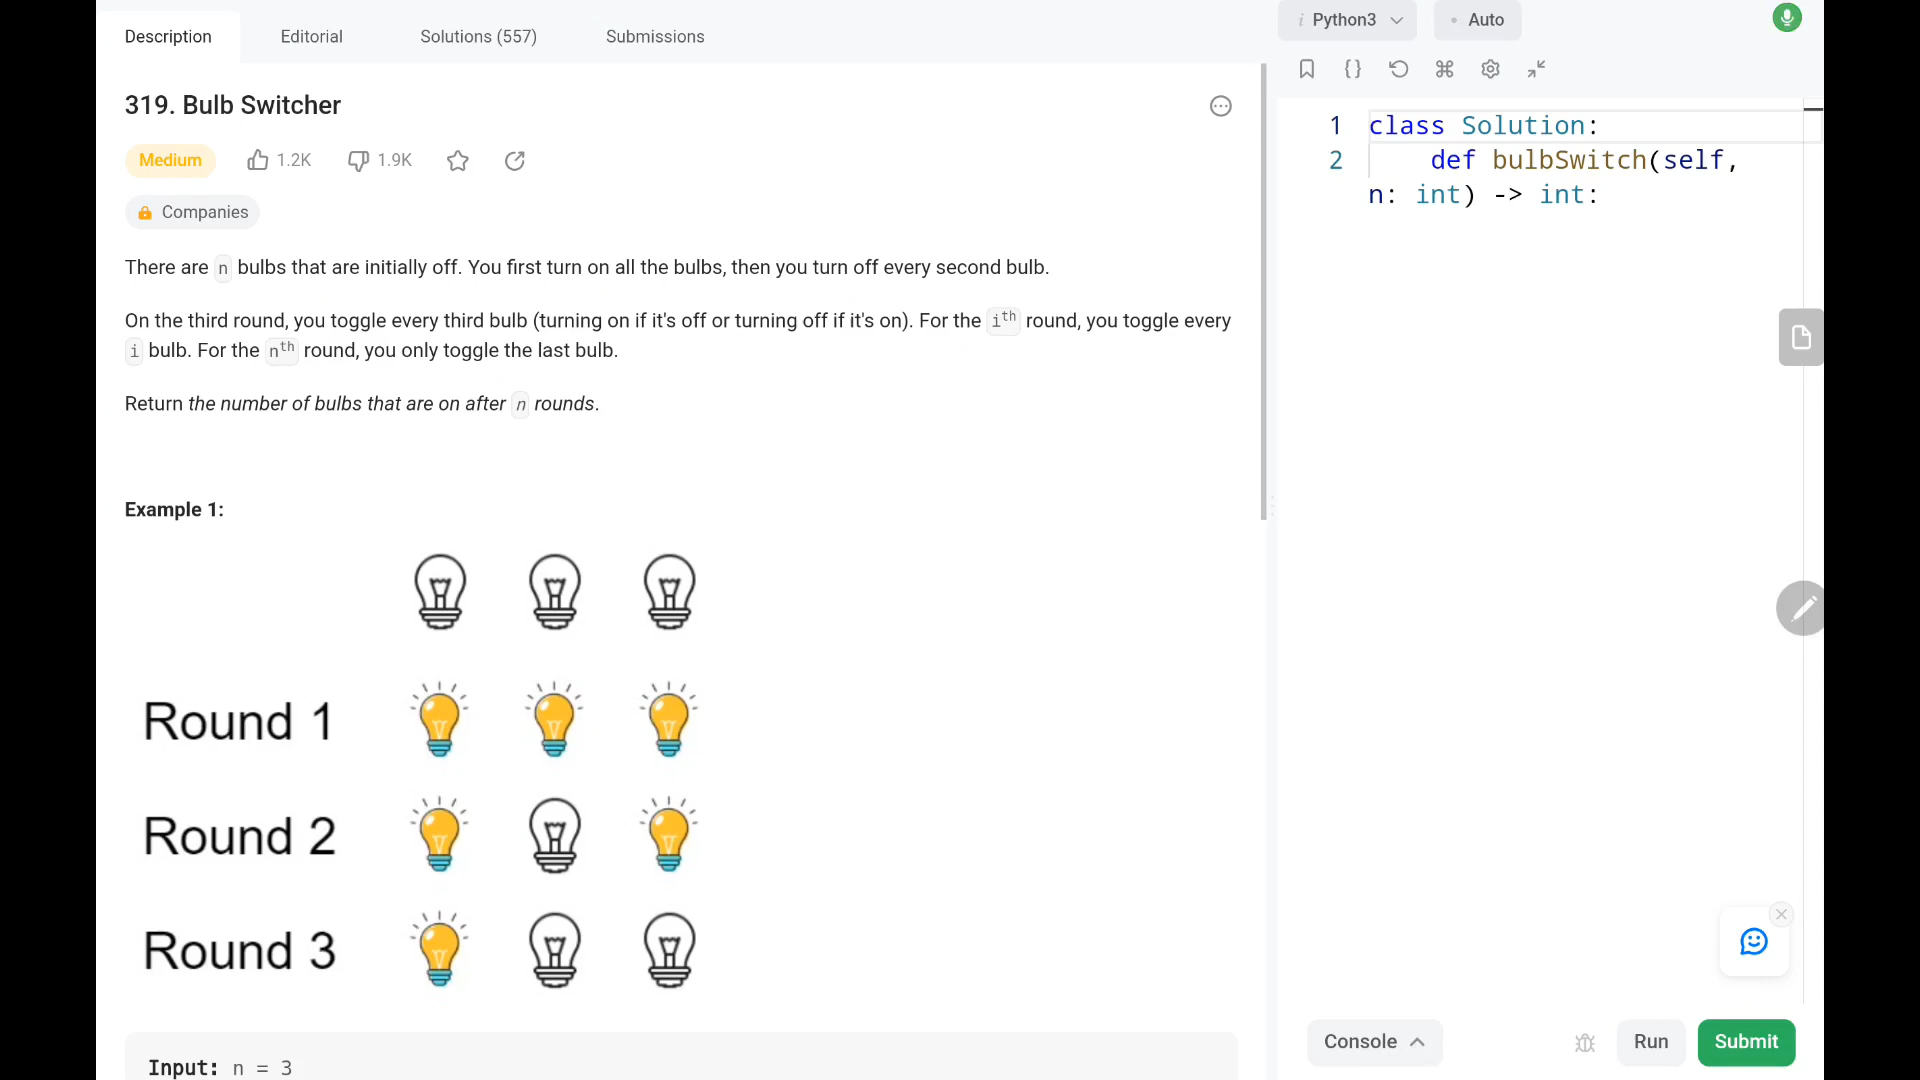 Description Editorial Solutions (557) Submissions
i Python3 • Auto
319. Bulb Switcher
Medium 1.2K 1.9K
Companies
There are n bulbs that are initially off. You first turn on all the bulbs, then you turn off every second bulb.
On the third round, you toggle every third bulb (turning on if it's off or turning off if it's on). For the ith round, you toggle every
i bulb. For the nth round, you only toggle the last bulb.
Return the number of bulbs that are on after n rounds.
Example 1:
Round 1
Round 2
Round 3
Input: n = 3
1 class Solution:
2 def bulbSwitch(self,
n: int) -> int:
Console Run Submit